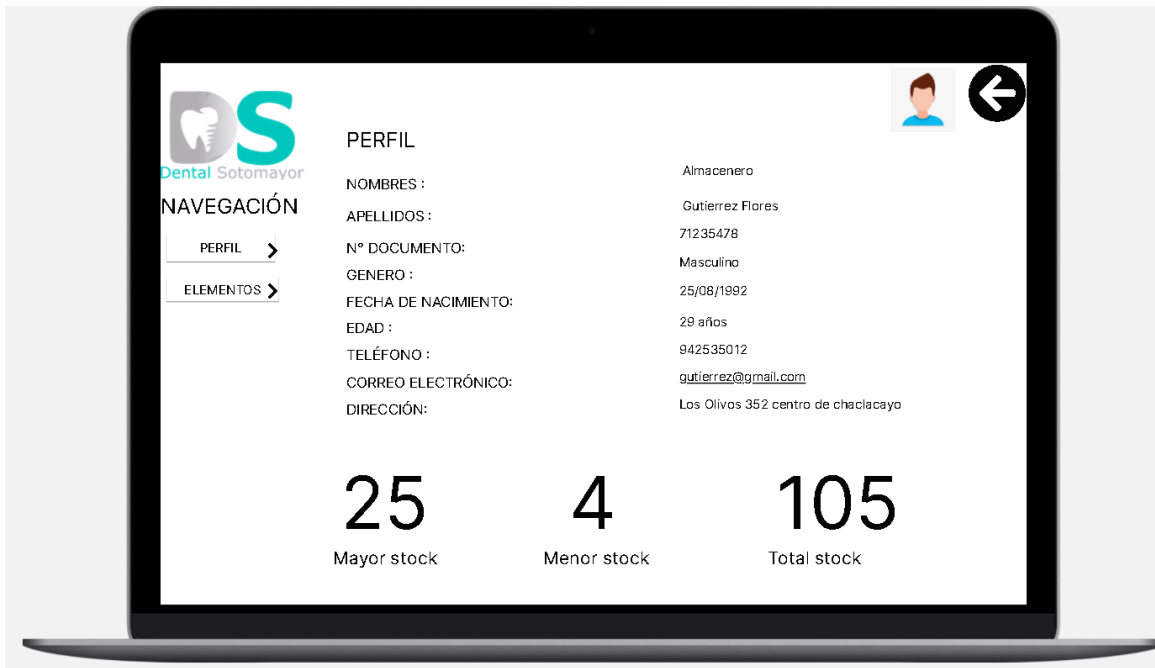 DS
Dental Sotomayor
NAVEGACIÓN
PERFIL
ELEMENTOS
PERFIL
NOMBRES : Almacenero
APELLIDOS : Gutierrez Flores
N° DOCUMENTO: 71235478
GENERO : Masculino
FECHA DE NACIMIENTO: 25/08/1992
EDAD : 29 años
TELÉFONO : 942535012
CORREO ELECTRÓNICO: gutierrez@gmail.com
DIRECCIÓN: Los Olivos 352 centro de chaclacayo
25 4 105
Mayor stock Menor stock Total stock